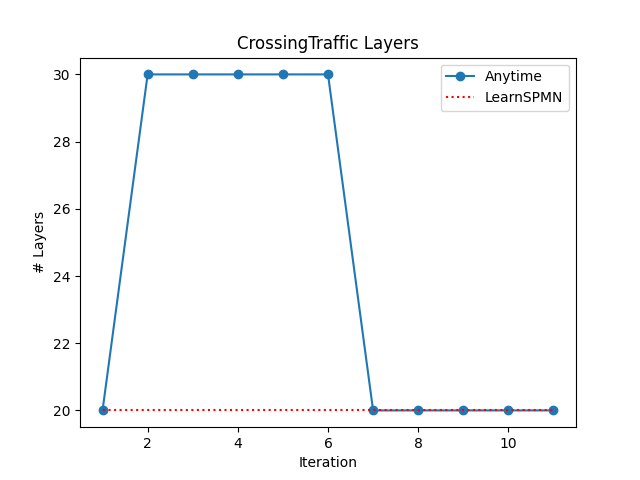 CrossingTraffic Layers
Anytime
LearnSPMN
# Layers
30
28
26
24
22
20
2 4 6 8 10
Iteration